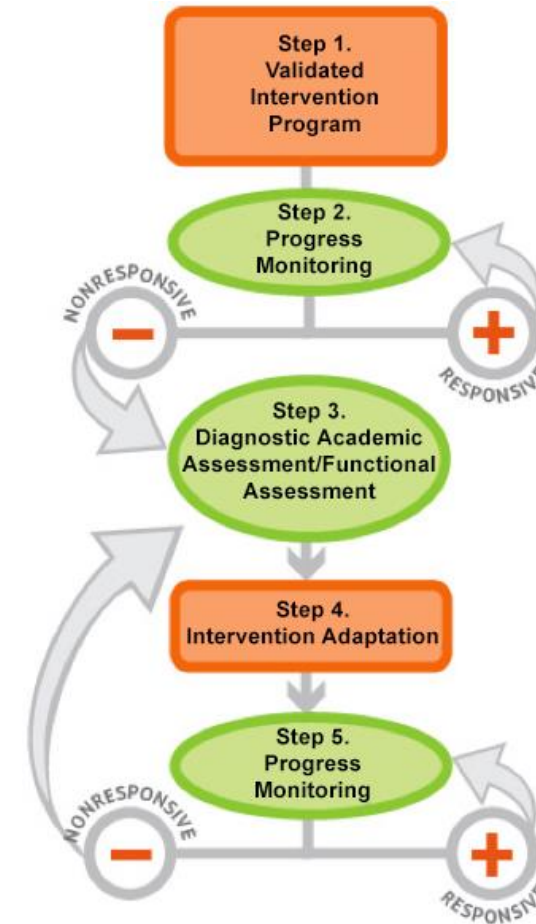 Step 1.
Validated
Intervention
Program
Step 2.
Progress
Monitoring
NONRESPONSIVE
−
+
RESPONSIVE
Step 3.
Diagnostic Academic
Assessment/Functional
Assessment
Step 4.
Intervention Adaptation
Step 5.
Progress
Monitoring
NONRESPONSIVE
−
+
RESPONSIVE